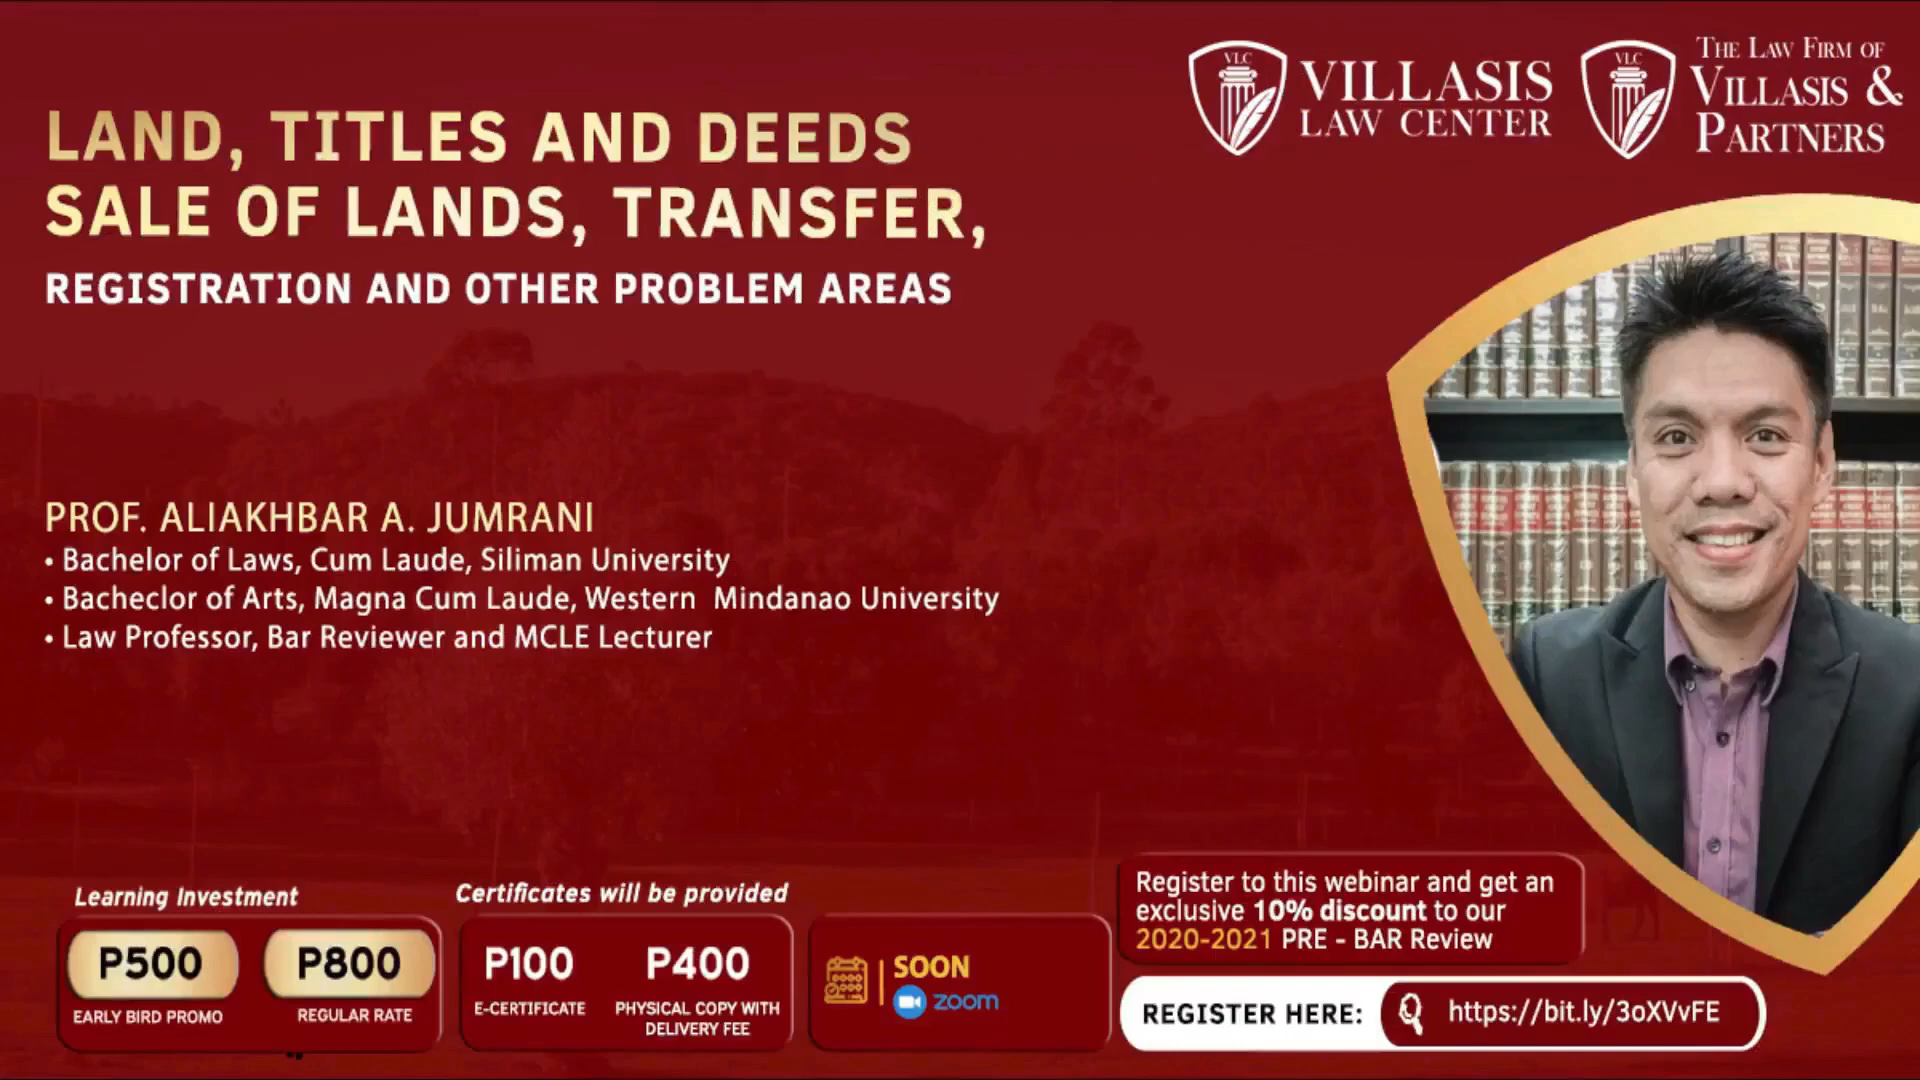 VLC
VILLASIS
LAW CENTER
VLC
THE LAW FIRM OF
VILLASIS &
PARTNERS
LAND, TITLES AND DEEDS
SALE OF LANDS, TRANSFER,
REGISTRATION AND OTHER PROBLEM AREAS
PROF. ALIAKHBAR A. JUMRANI
• Bachelor of Laws, Cum Laude, Siliman University
• Bacheclor of Arts, Magna Cum Laude, Western Mindanao University
• Law Professor, Bar Reviewer and MCLE Lecturer
Learning Investment
P500
EARLY BIRD PROMO
P800
REGULAR RATE
Certificates will be provided
P100
E-CERTIFICATE
P400
PHYSICAL COPY WITH
DELIVERY FEE
SOON
zoom
Register to this webinar and get an
exclusive 10% discount to our
2020-2021 PRE - BAR Review
REGISTER HERE: https://bit.ly/3oXVvFE